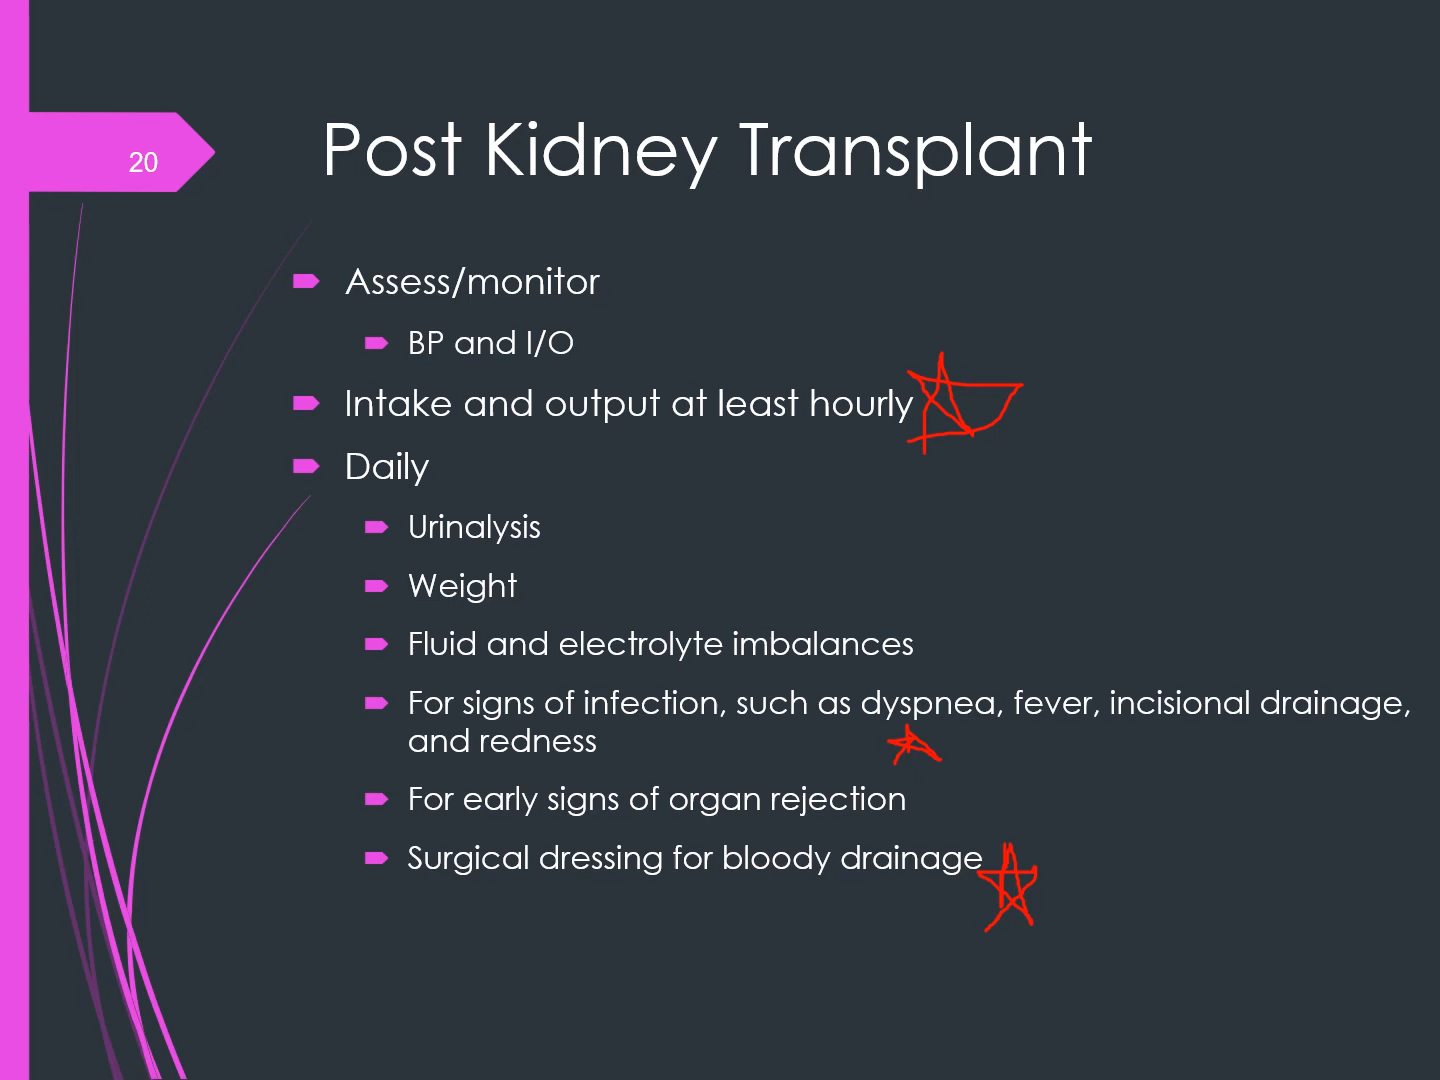 20
Post Kidney Transplant
Assess/monitor
BP and I/O
Intake and output at least hourly
Daily
Urinalysis
Weight
Fluid and electrolyte imbalances
For signs of infection, such as dyspnea, fever, incisional drainage,
and redness
For early signs of organ rejection
Surgical dressing for bloody drainage